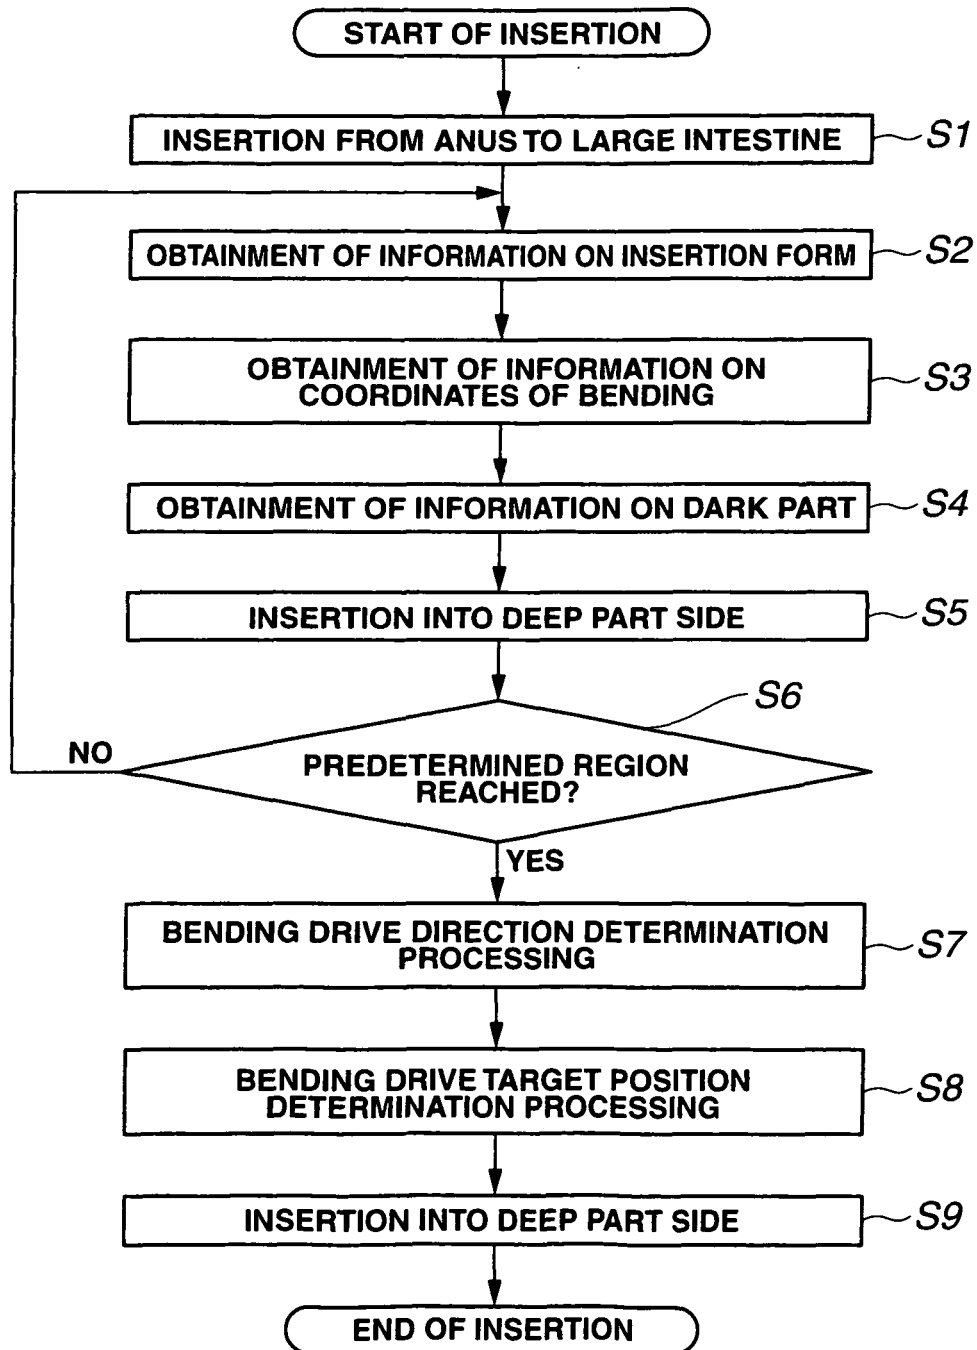 START OF INSERTION
INSERTION FROM ANUS TO LARGE INTESTINE
S1
OBTAINMENT OF INFORMATION ON INSERTION FORM
S2
OBTAINMENT OF INFORMATION ON
COORDINATES OF BENDING
S3
OBTAINMENT OF INFORMATION ON DARK PART
S4
INSERTION INTO DEEP PART SIDE
S5
S6
NO
PREDETERMINED REGION
REACHED?
YES
BENDING DRIVE DIRECTION DETERMINATION
PROCESSING
S7
BENDING DRIVE TARGET POSITION
DETERMINATION PROCESSING
S8
INSERTION INTO DEEP PART SIDE
S9
END OF INSERTION